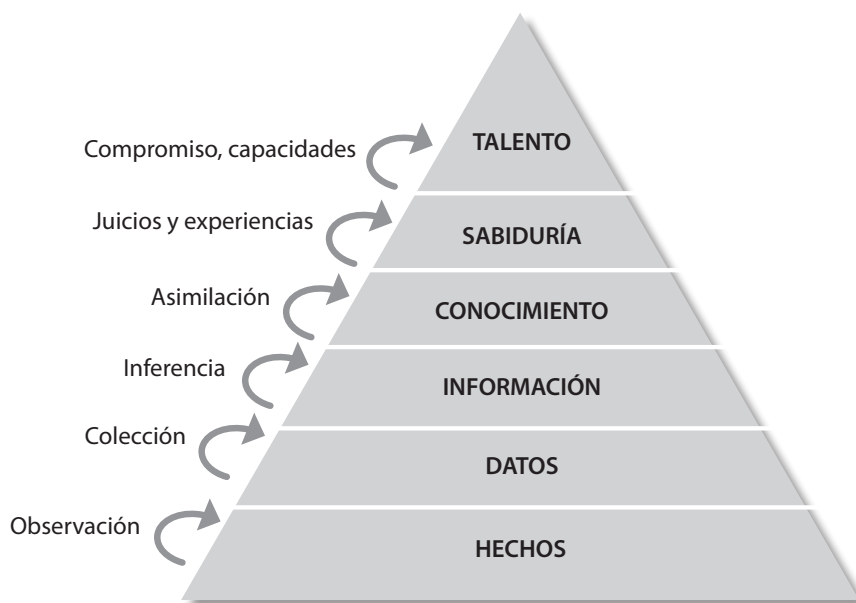 TALENTO
Compromiso, capacidades
Juicios y experiencias
SABIDURÍA
Asimilación
CONOCIMIENTO
Inferencia
INFORMACIÓN
Colección
DATOS
Observación
HECHOS